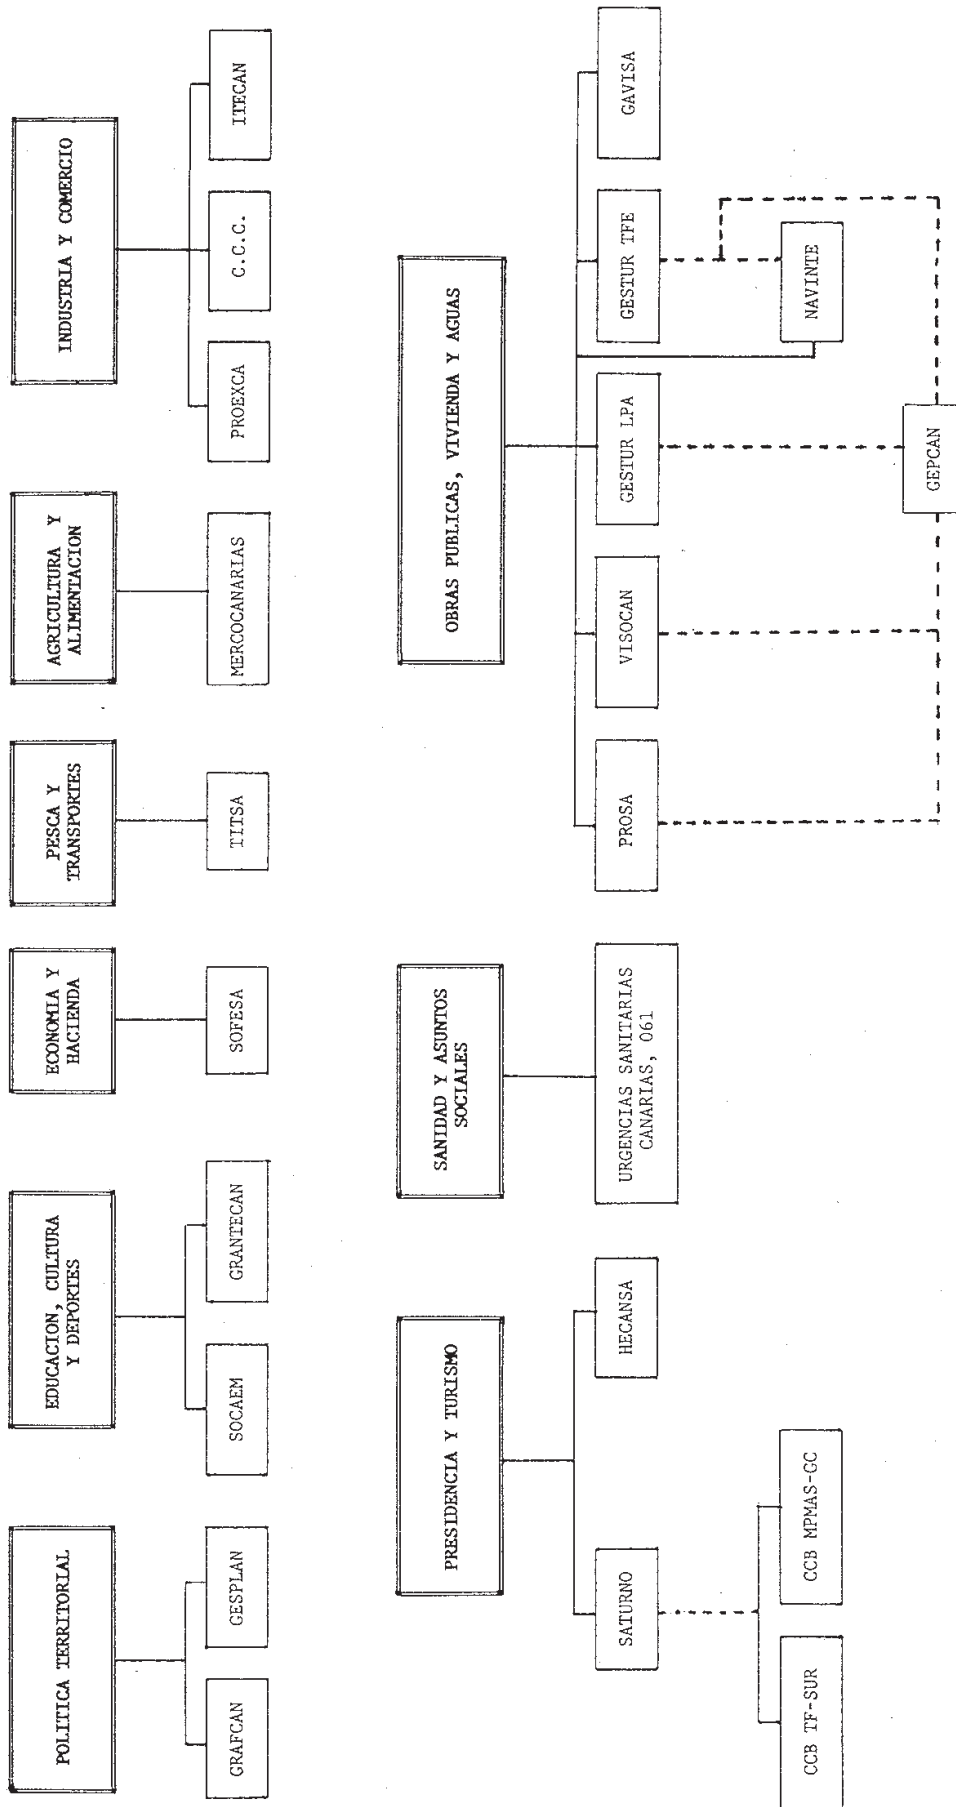 POLITICA TERRITORIAL
GRAFCAN
GESPLAN
EDUCACION, CULTURA
Y DEPORTES
SOCAEM
GRANTECAN
ECONOMIA Y
HACIENDA
SOFESA
PESCA Y
TRANSPORTES
TITSA
AGRICULTURA Y
ALIMENTACION
MERCOCANARIAS
INDUSTRIA Y COMERCIO
PROEXCA
C.C.C.
ITECAN
PRESIDENCIA Y TURISMO
SATURNO
HECANSA
CCB TF-SUR
CCB MPMAS-GC
SANIDAD Y ASUNTOS
SOCIALES
URGENCIAS SANITARIAS
CANARIAS, 061
OBRAS PUBLICAS, VIVIENDA Y AGUAS
PROSA
VISOCAN
GESTUR LPA
GESTUR TFE
GAVISA
NAVINTE
GEPCAN